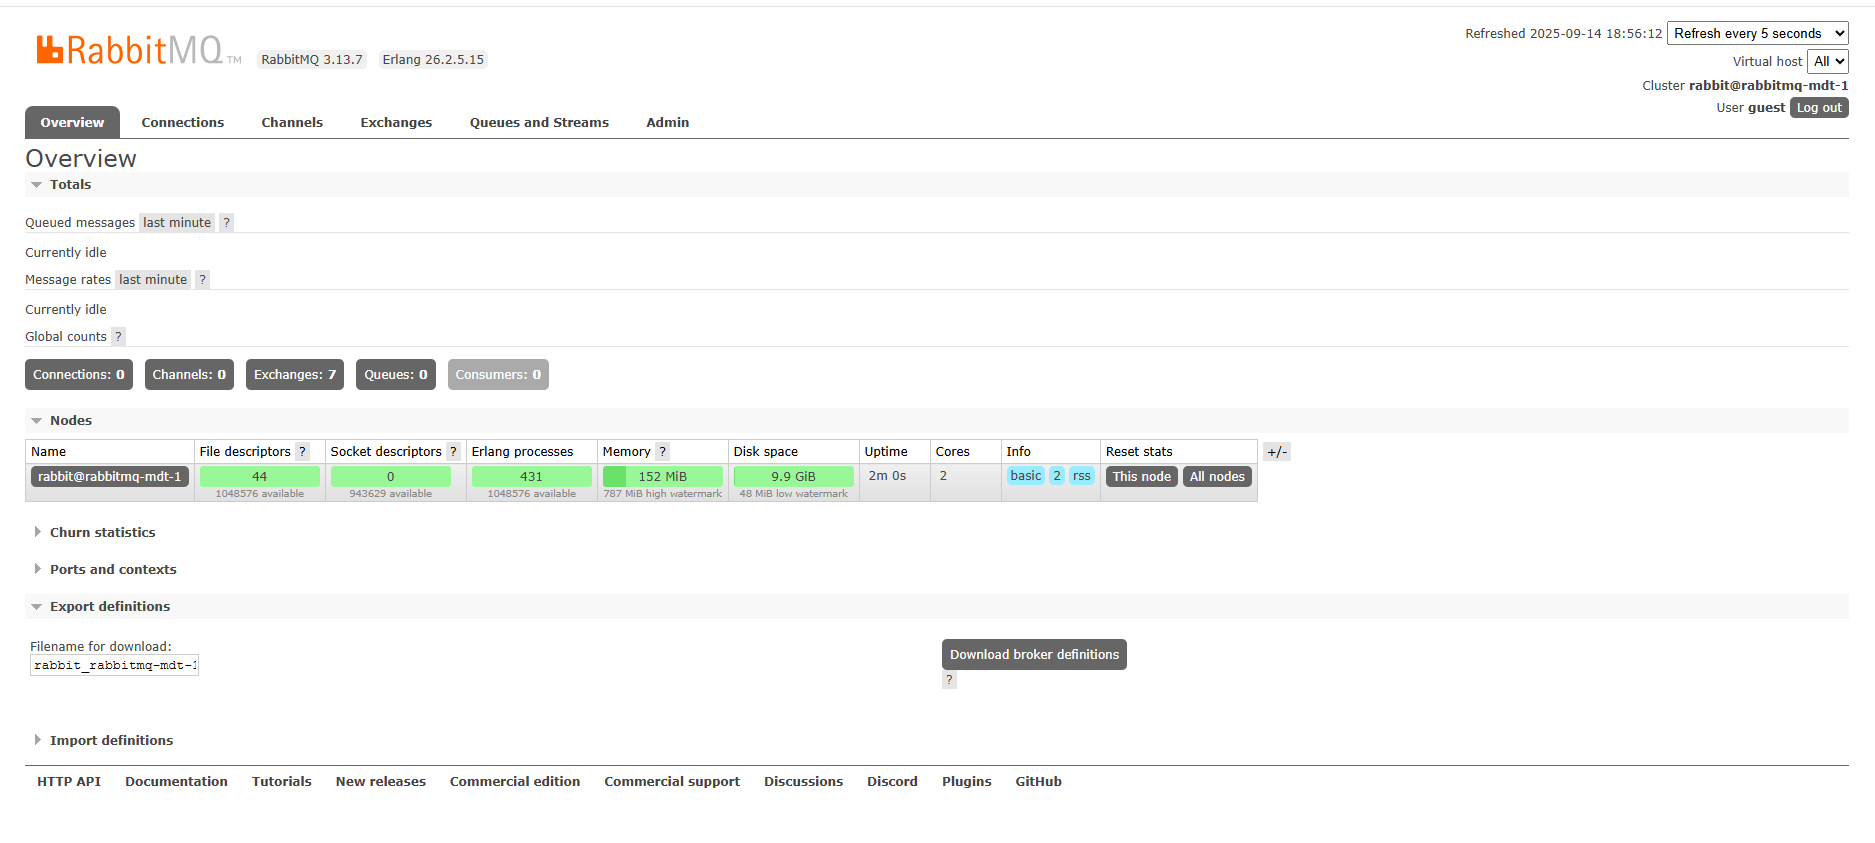 Refreshed 2025-09-14 18:56:12 Refresh every 5 seconds
RabbitMQ TM RabbitMQ 3.13.7 Erlang 26.2.5.15
Virtual host All
Cluster rabbit@rabbitmq-mdt-1
User guest Log out
Overview Connections Channels Exchanges Queues and Streams Admin
Overview
Totals
Queued messages last minute ?
Currently idle
Message rates last minute ?
Currently idle
Global counts ?
Connections: 0 Channels: 0 Exchanges: 7 Queues: 0 Consumers: 0
Nodes
Name File descriptors ? Socket descriptors ? Erlang processes Memory ? Disk space Uptime Cores Info Reset stats +/-
rabbit@rabbitmq-mdt-1 44 0 431 152 MiB 9.9 GiB 2m 0s 2 basic 2 rss This node All nodes
1048576 available 943629 available 1048576 available 787 MiB high watermark 48 MiB low watermark
Churn statistics
Ports and contexts
Export definitions
Filename for download:
rabbit_rabbitmq-mdt-1
Download broker definitions
?
Import definitions
HTTP API Documentation Tutorials New releases Commercial edition Commercial support Discussions Discord Plugins GitHub